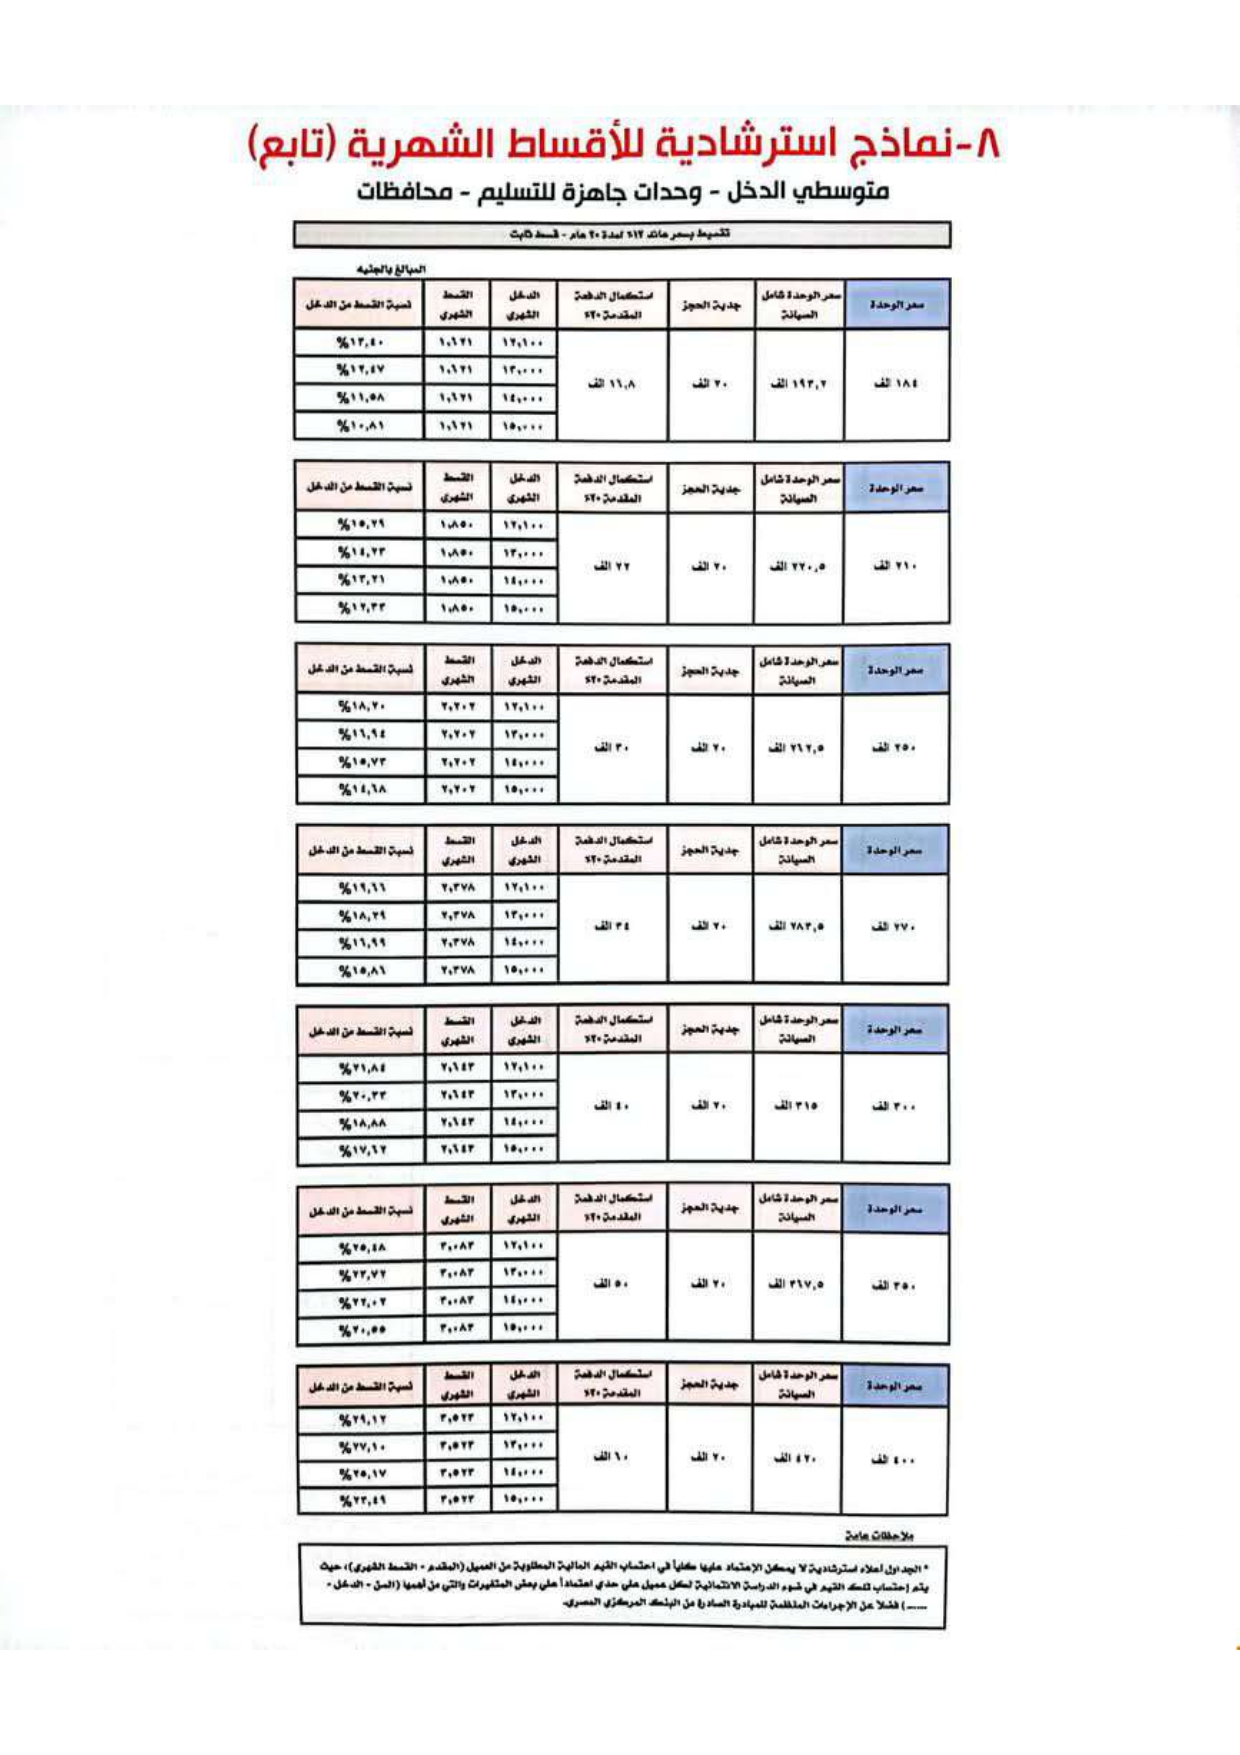 ٨-نماذج استرشادية للأقساط الشهرية (تابع)
متوسطي الدخل - وحدات جاهزة للتسليم - محافظات
تقسيط بسعر عائد ١٢٪ لمدة ٢٠ عام - قسط ثابت
المبالغ بالجنيه
سعر الوحدة | سعر الوحدة شامل الصيانة | جدية الحجز | استكمال الدفعة المقدمة ٢٠٪ | الدخل الشهري | القسط الشهري | نسبة القسط من الدخل
١٨٤ الف | ١٩٣,٢ الف | ٢٠ الف | ١٦,٨ الف | ١٢,١٠٠ | ١,٦٢١ | ١٣,٤٠%
١٣,٠٠٠ | ١,٦٢١ | ١٢,٤٧%
١٤,٠٠٠ | ١,٦٢١ | ١١,٥٨%
١٥,٠٠٠ | ١,٦٢١ | ١٠,٨١%
سعر الوحدة | سعر الوحدة شامل الصيانة | جدية الحجز | استكمال الدفعة المقدمة ٢٠٪ | الدخل الشهري | القسط الشهري | نسبة القسط من الدخل
٢١٠ الف | ٢٢٠,٥ الف | ٢٠ الف | ٢٢ الف | ١٢,١٠٠ | ١,٨٥٠ | ١٥,٢٩%
١٣,٠٠٠ | ١,٨٥٠ | ١٤,٢٣%
١٤,٠٠٠ | ١,٨٥٠ | ١٣,٢١%
١٥,٠٠٠ | ١,٨٥٠ | ١٢,٣٣%
سعر الوحدة | سعر الوحدة شامل الصيانة | جدية الحجز | استكمال الدفعة المقدمة ٢٠٪ | الدخل الشهري | القسط الشهري | نسبة القسط من الدخل
٢٥٠ الف | ٢٦٢,٥ الف | ٢٠ الف | ٣٠ الف | ١٢,١٠٠ | ٢,٢٠٢ | ١٨,٢٠%
١٣,٠٠٠ | ٢,٢٠٢ | ١٦,٩٤%
١٤,٠٠٠ | ٢,٢٠٢ | ١٥,٧٣%
١٥,٠٠٠ | ٢,٢٠٢ | ١٤,٦٨%
سعر الوحدة | سعر الوحدة شامل الصيانة | جدية الحجز | استكمال الدفعة المقدمة ٢٠٪ | الدخل الشهري | القسط الشهري | نسبة القسط من الدخل
٢٧٠ الف | ٢٨٣,٥ الف | ٢٠ الف | ٣٤ الف | ١٢,١٠٠ | ٢,٣٧٨ | ١٩,٦٦%
١٣,٠٠٠ | ٢,٣٧٨ | ١٨,٢٩%
١٤,٠٠٠ | ٢,٣٧٨ | ١٦,٩٩%
١٥,٠٠٠ | ٢,٣٧٨ | ١٥,٨٦%
سعر الوحدة | سعر الوحدة شامل الصيانة | جدية الحجز | استكمال الدفعة المقدمة ٢٠٪ | الدخل الشهري | القسط الشهري | نسبة القسط من الدخل
٣٠٠ الف | ٣١٥ الف | ٢٠ الف | ٤٠ الف | ١٢,١٠٠ | ٢,٦٤٣ | ٢١,٨٤%
١٣,٠٠٠ | ٢,٦٤٣ | ٢٠,٣٣%
١٤,٠٠٠ | ٢,٦٤٣ | ١٨,٨٨%
١٥,٠٠٠ | ٢,٦٤٣ | ١٧,٦٢%
سعر الوحدة | سعر الوحدة شامل الصيانة | جدية الحجز | استكمال الدفعة المقدمة ٢٠٪ | الدخل الشهري | القسط الشهري | نسبة القسط من الدخل
٣٥٠ الف | ٣٦٧,٥ الف | ٢٠ الف | ٥٠ الف | ١٢,١٠٠ | ٣,٠٨٣ | ٢٥,٤٨%
١٣,٠٠٠ | ٣,٠٨٣ | ٢٣,٧٢%
١٤,٠٠٠ | ٣,٠٨٣ | ٢٢,٠٢%
١٥,٠٠٠ | ٣,٠٨٣ | ٢٠,٥٥%
سعر الوحدة | سعر الوحدة شامل الصيانة | جدية الحجز | استكمال الدفعة المقدمة ٢٠٪ | الدخل الشهري | القسط الشهري | نسبة القسط من الدخل
٤٠٠ الف | ٤٢٠ الف | ٢٠ الف | ٦٠ الف | ١٢,١٠٠ | ٣,٥٢٣ | ٢٩,١٢%
١٣,٠٠٠ | ٣,٥٢٣ | ٢٧,١٠%
١٤,٠٠٠ | ٣,٥٢٣ | ٢٥,١٧%
١٥,٠٠٠ | ٣,٥٢٣ | ٢٣,٤٩%
ملاحظات عامة
* الجداول أعلاه استرشادية لا يمكن الإعتماد عليها كلياً في احتساب القيم المالية المطلوبة من العميل (المقدم - القسط الشهري)، حيث
يتم إحتساب تلك القيم في ضوء الدراسة الائتمانية لكل عميل على حدي اعتماداً على بعض المتغيرات والتي من أهمها (السن - الدخل -
......) فضلا عن الإجراءات المنظمة للمبادرة الصادرة من البنك المركزي المصري.